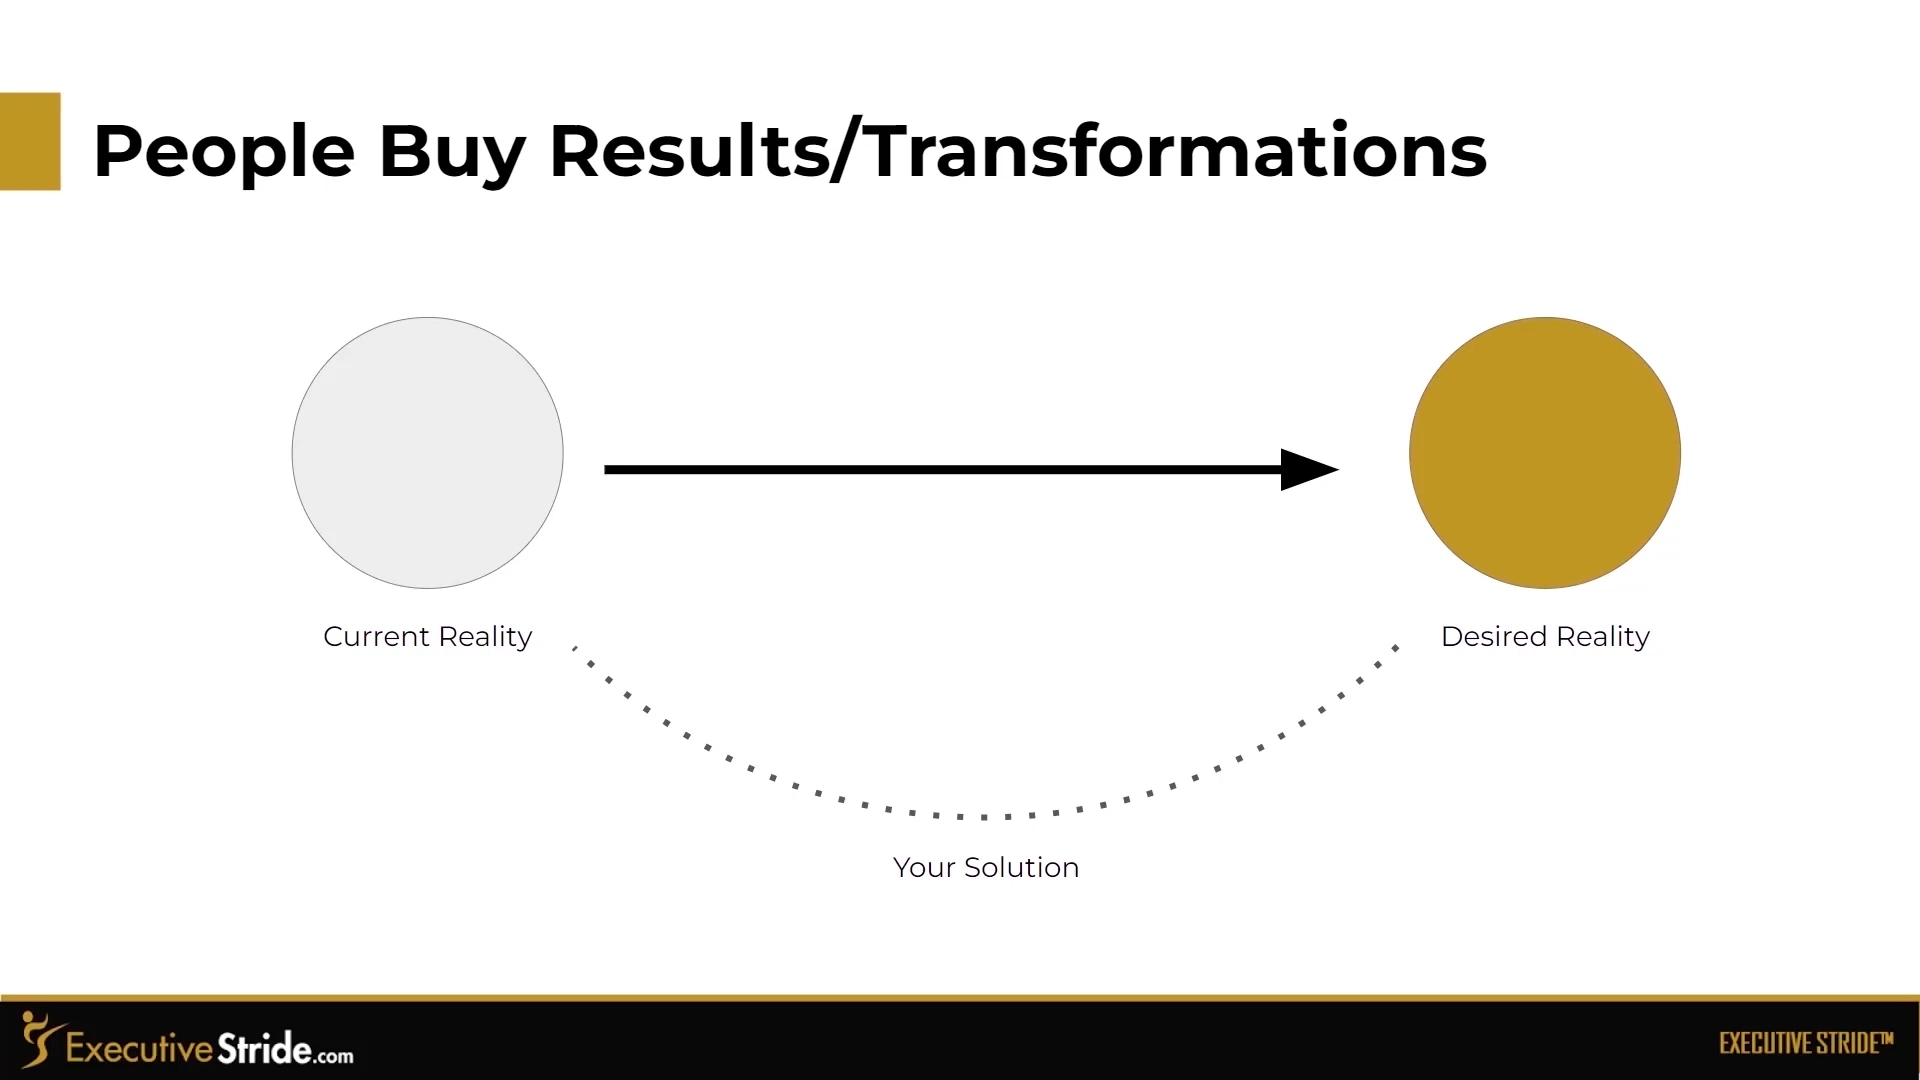 People Buy Results/Transformations
Current Reality
Desired Reality
Your Solution
ExecutiveStride.com
EXECUTIVE STRIDE™